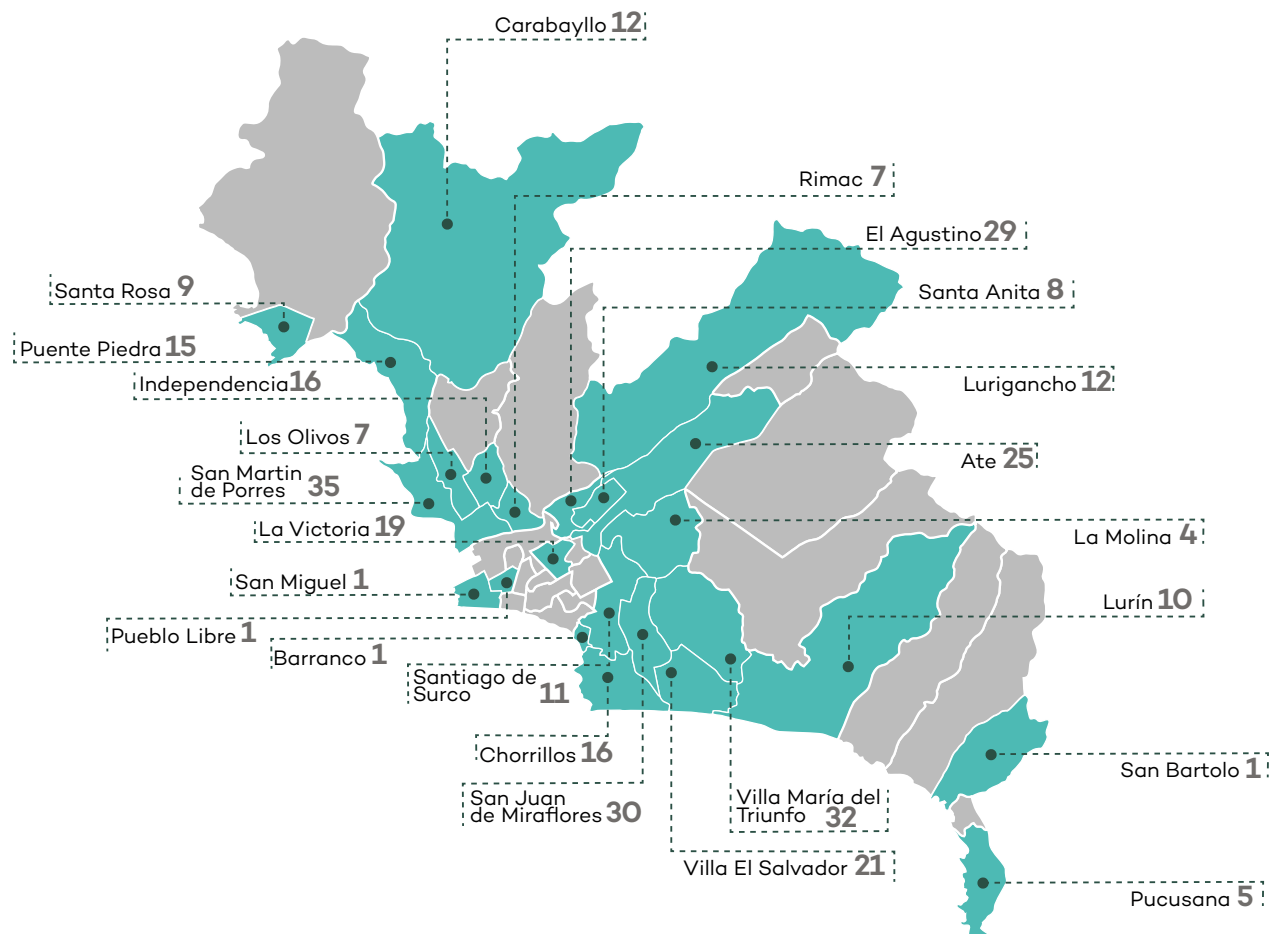 Carabayllo 12
Rimac 7
El Agustino 29
Santa Rosa 9
Santa Anita 8
Puente Piedra 15
Independencia 16
Lurigancho 12
Los Olivos 7
Ate 25
San Martin
de Porres 35
La Victoria 19
La Molina 4
San Miguel 1
Lurín 10
Pueblo Libre 1
Barranco 1
Santiago de
Surco 11
Chorrillos 16
San Bartolo 1
San Juan
de Miraflores 30
Villa María del
Triunfo 32
Villa El Salvador 21
Pucusana 5